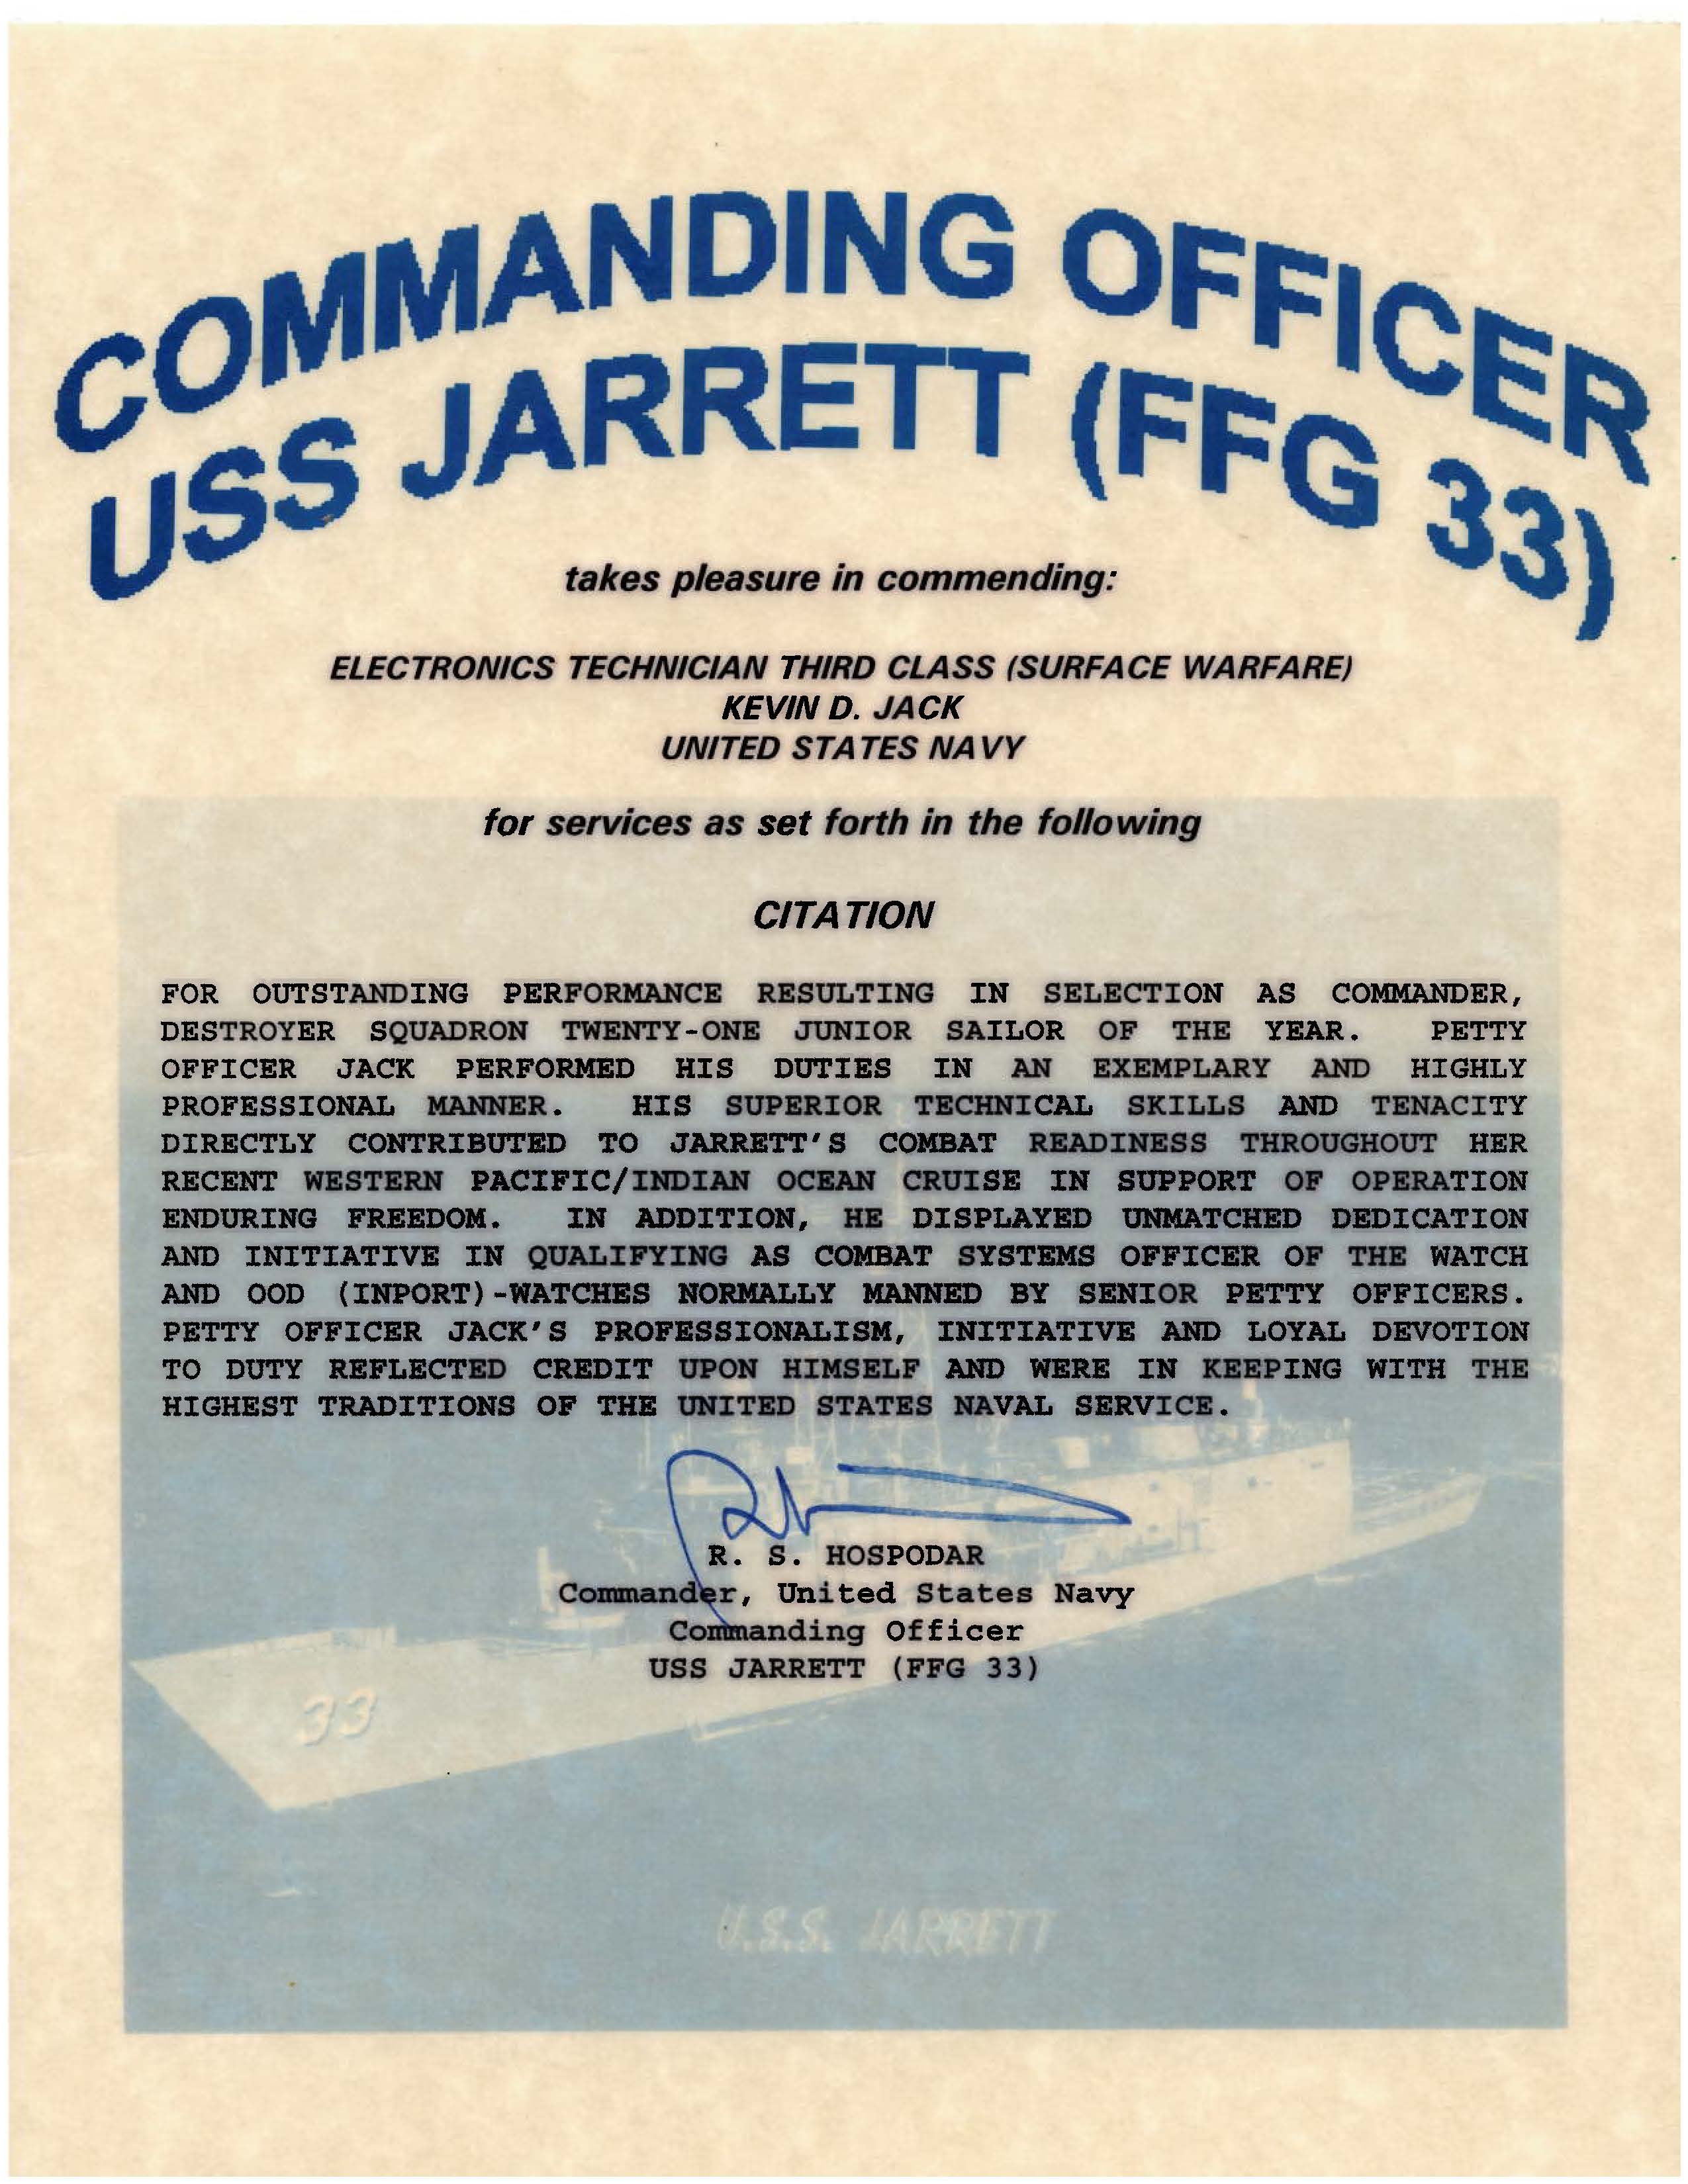 COMMANDING OFFICER
USS JARRETT (FFG 33)
takes pleasure in commending:
ELECTRONICS TECHNICIAN THIRD CLASS (SURFACE WARFARE)
KEVIN D. JACK
UNITED STATES NAVY
for services as set forth in the following
CITATION
FOR OUTSTANDING PERFORMANCE RESULTING IN SELECTION AS COMMANDER,
DESTROYER SQUADRON TWENTY-ONE JUNIOR SAILOR OF THE YEAR. PETTY
OFFICER JACK PERFORMED HIS DUTIES IN AN EXEMPLARY AND HIGHLY
PROFESSIONAL MANNER. HIS SUPERIOR TECHNICAL SKILLS AND TENACITY
DIRECTLY CONTRIBUTED TO JARRETT'S COMBAT READINESS THROUGHOUT HER
RECENT WESTERN PACIFIC/INDIAN OCEAN CRUISE IN SUPPORT OF OPERATION
ENDURING FREEDOM. IN ADDITION, HE DISPLAYED UNMATCHED DEDICATION
AND INITIATIVE IN QUALIFYING AS COMBAT SYSTEMS OFFICER OF THE WATCH
AND OOD (INPORT)-WATCHES NORMALLY MANNED BY SENIOR PETTY OFFICERS.
PETTY OFFICER JACK'S PROFESSIONALISM, INITIATIVE AND LOYAL DEVOTION
TO DUTY REFLECTED CREDIT UPON HIMSELF AND WERE IN KEEPING WITH THE
HIGHEST TRADITIONS OF THE UNITED STATES NAVAL SERVICE.
R. S. HOSPODAR
Commander, United States Navy
Commanding Officer
USS JARRETT (FFG 33)
33
U.S.S. JARRETT